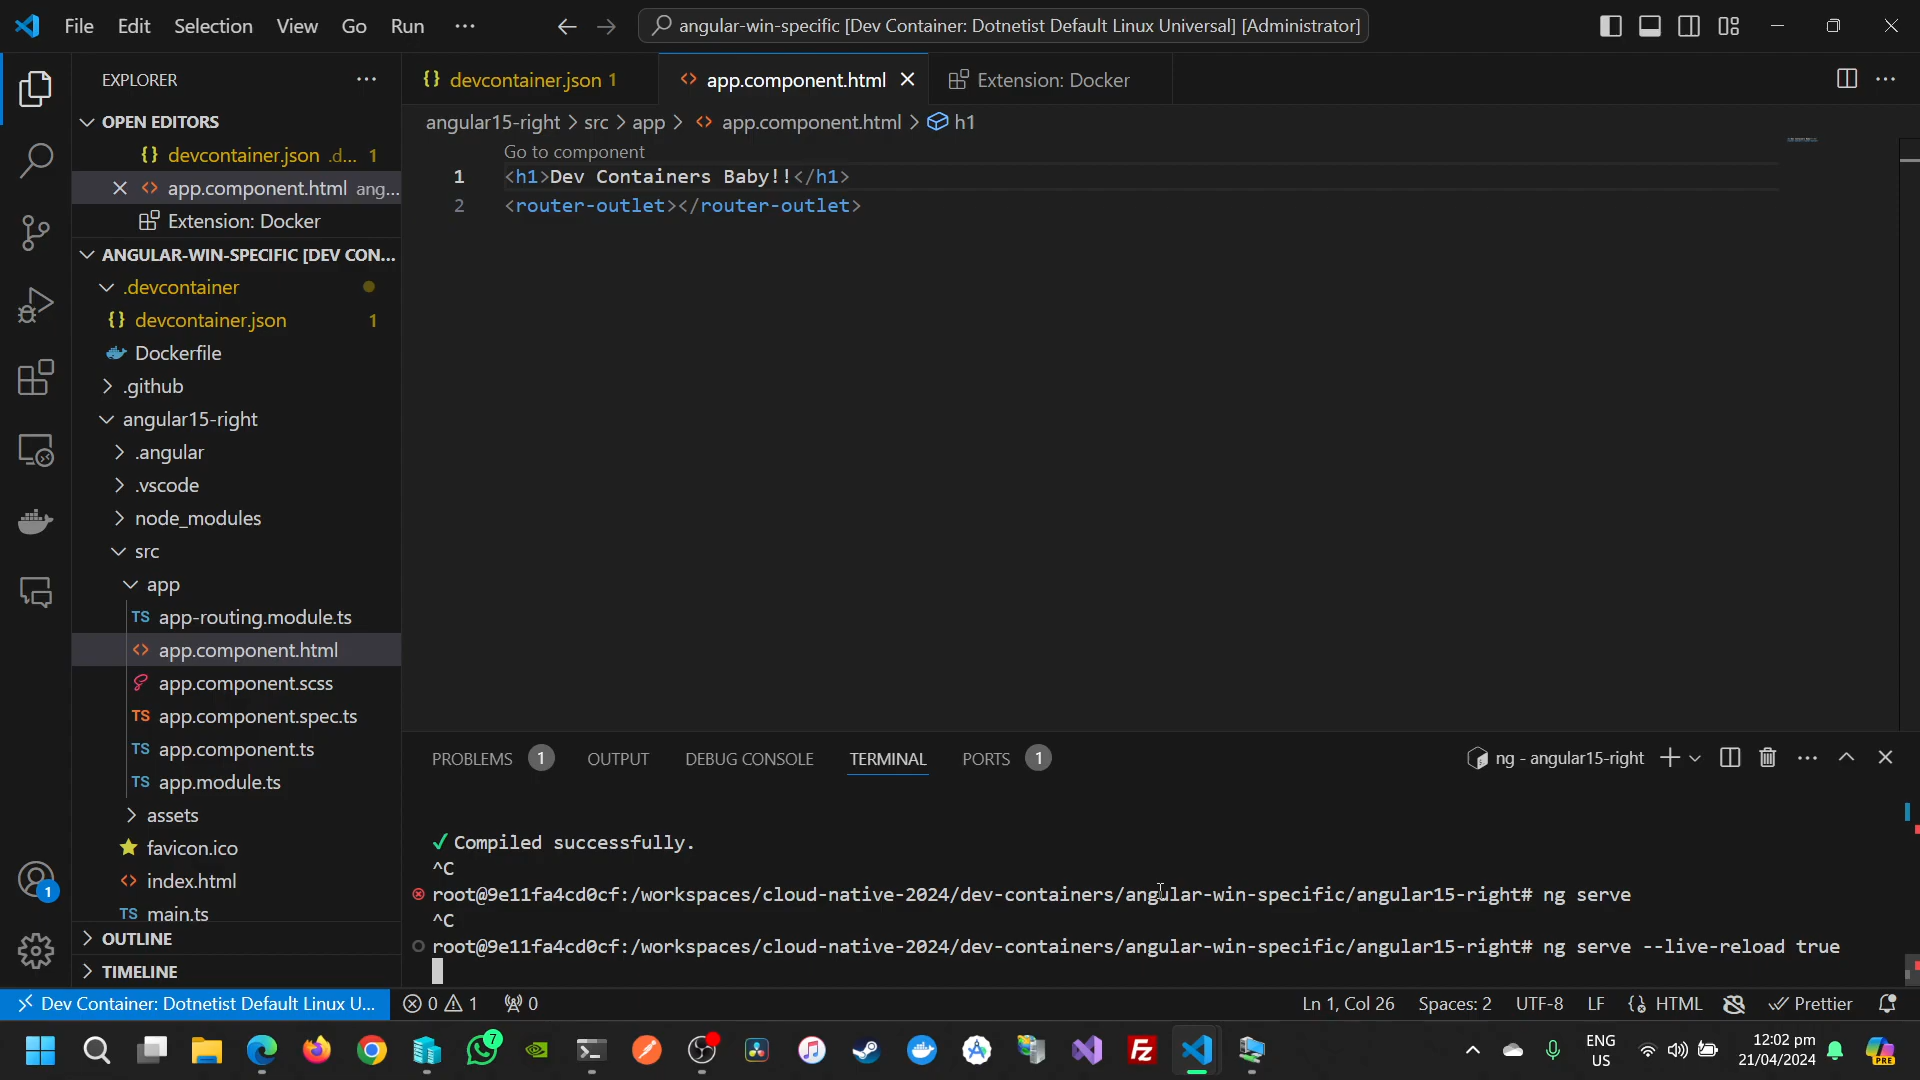 File Edit Selection View Go Run ···
angular-win-specific [Dev Container: Dotnetist Default Linux Universal] [Administrator]
EXPLORER
devcontainer.json 1
app.component.html
Extension: Docker
OPEN EDITORS
devcontainer.json .d... 1
app.component.html ang...
Extension: Docker
ANGULAR-WIN-SPECIFIC [DEV CON...
.devcontainer
devcontainer.json 1
Dockerfile
.github
angular15-right
.angular
.vscode
node_modules
src
app
TS app-routing.module.ts
app.component.html
app.component.scss
TS app.component.spec.ts
TS app.component.ts
TS app.module.ts
assets
favicon.ico
index.html
TS main.ts
OUTLINE
TIMELINE
1
angular15-right > src > app > app.component.html > h1
Go to component
1 <h1>Dev Containers Baby!!</h1>
2 <router-outlet></router-outlet>
PROBLEMS 1 OUTPUT DEBUG CONSOLE TERMINAL PORTS 1
ng - angular15-right
✓ Compiled successfully.
^C
root@9e11fa4cd0cf:/workspaces/cloud-native-2024/dev-containers/angular-win-specific/angular15-right# ng serve
^C
root@9e11fa4cd0cf:/workspaces/cloud-native-2024/dev-containers/angular-win-specific/angular15-right# ng serve --live-reload true
Dev Container: Dotnetist Default Linux U... 0 1 0
Ln 1, Col 26 Spaces: 2 UTF-8 LF {} HTML Prettier
7
Fz
ENG
US
12:02 pm
21/04/2024
PRE